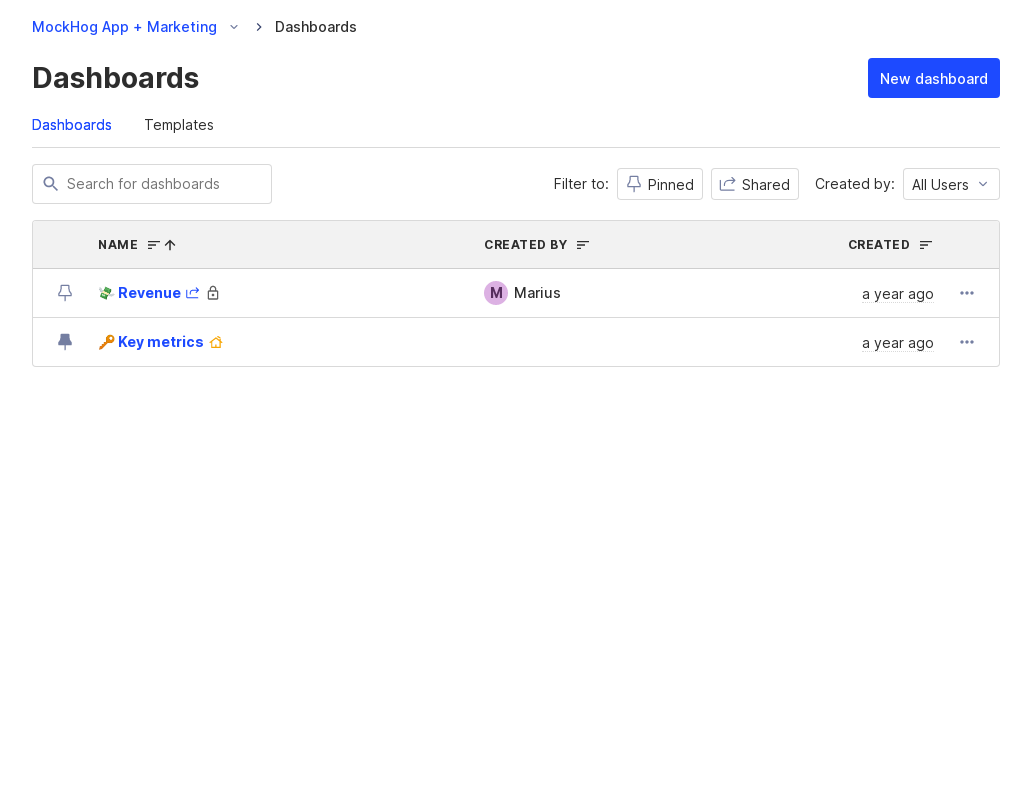 MockHog App + Marketing Dashboards
Dashboards
New dashboard
Dashboards Templates
Search for dashboards Filter to: Pinned Shared Created by: All Users
NAME CREATED BY CREATED
💸 Revenue M Marius a year ago
🔑 Key metrics a year ago